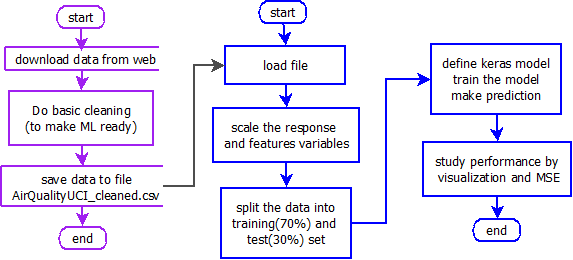 start
download data from web
Do basic cleaning
(to make ML ready)
save data to file
AirQualityUCI_cleaned.csv
end
start
load file
scale the response
and features variables
split the data into
training(70%) and
test(30%) set
define keras model
train the model
make prediction
study performance by
visualization and MSE
end